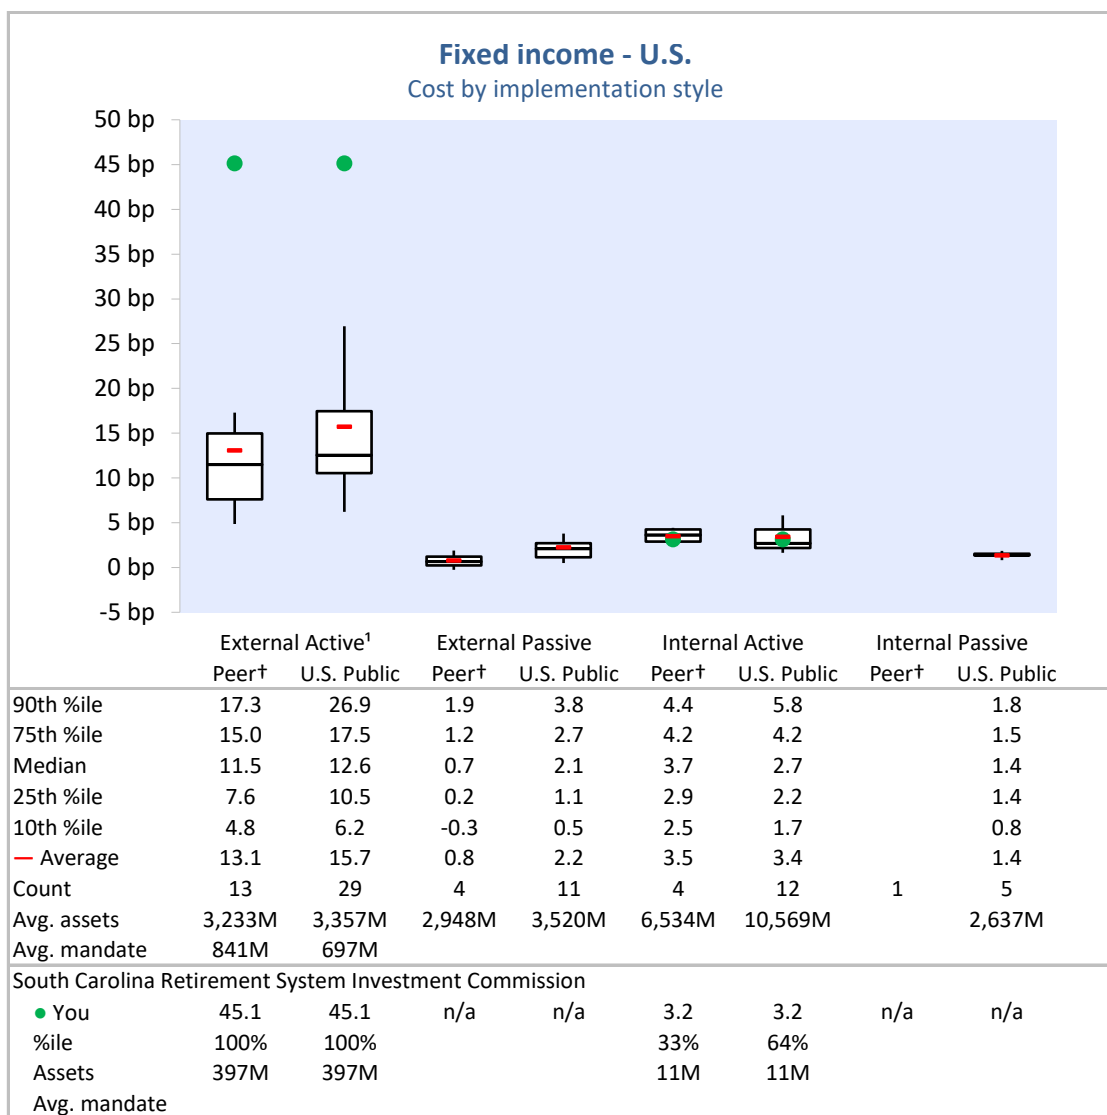 Fixed income - U.S.
Cost by implementation style
50 bp
45 bp
40 bp
35 bp
30 bp
25 bp
20 bp
15 bp
10 bp
5 bp
0 bp
-5 bp
External Active¹ External Passive Internal Active Internal Passive
Peer† U.S. Public Peer† U.S. Public Peer† U.S. Public Peer† U.S. Public
90th %ile 17.3 26.9 1.9 3.8 4.4 5.8 1.8
75th %ile 15.0 17.5 1.2 2.7 4.2 4.2 1.5
Median 11.5 12.6 0.7 2.1 3.7 2.7 1.4
25th %ile 7.6 10.5 0.2 1.1 2.9 2.2 1.4
10th %ile 4.8 6.2 -0.3 0.5 2.5 1.7 0.8
Average 13.1 15.7 0.8 2.2 3.5 3.4 1.4
Count 13 29 4 11 4 12 1 5
Avg. assets 3,233M 3,357M 2,948M 3,520M 6,534M 10,569M 2,637M
Avg. mandate 841M 697M
South Carolina Retirement System Investment Commission
You 45.1 45.1 n/a n/a 3.2 3.2 n/a n/a
%ile 100% 100% 33% 64%
Assets 397M 397M 11M 11M
Avg. mandate